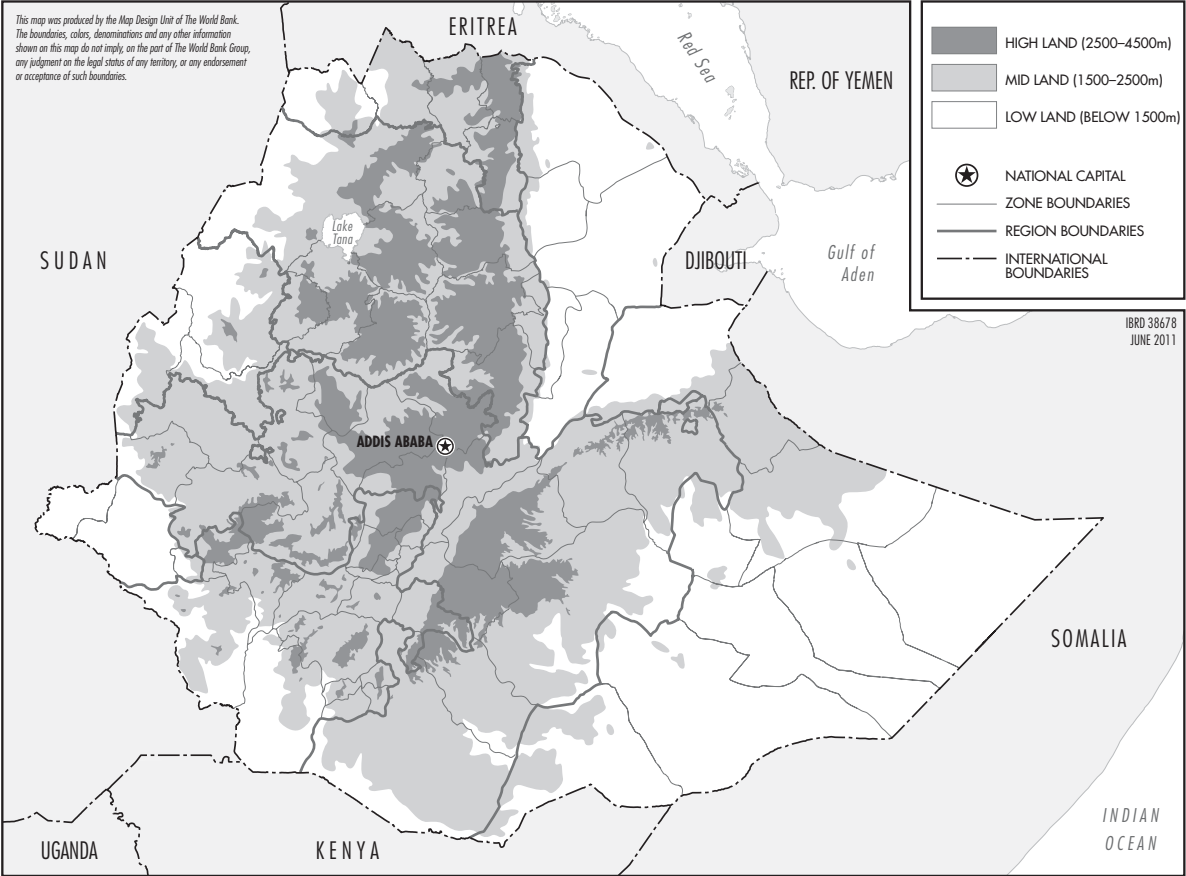 This map was produced by the Map Design Unit of The World Bank.
The boundaries, colors, denominations and any other information
shown on this map do not imply, on the part of The World Bank Group,
any judgment on the legal status of any territory, or any endorsement
or acceptance of such boundaries.
ERITREA
Red Sea
REP. OF YEMEN
HIGH LAND (2500–4500m)
MID LAND (1500–2500m)
LOW LAND (BELOW 1500m)
NATIONAL CAPITAL
ZONE BOUNDARIES
REGION BOUNDARIES
INTERNATIONAL
BOUNDARIES
IBRD 38678
JUNE 2011
Lake
Tana
SUDAN
DJIBOUTI
Gulf of
Aden
ADDIS ABABA
SOMALIA
UGANDA
KENYA
INDIAN
OCEAN